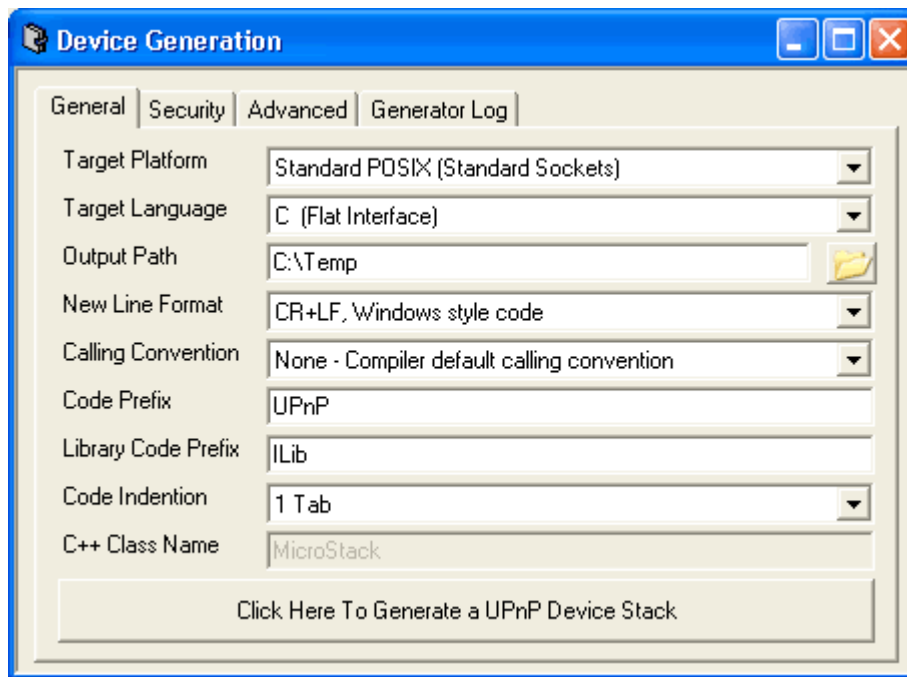 Device Generation
General Security Advanced Generator Log
Target Platform Standard POSIX (Standard Sockets)
Target Language C (Flat Interface)
Output Path C:\Temp
New Line Format CR+LF, Windows style code
Calling Convention None - Compiler default calling convention
Code Prefix UPnP
Library Code Prefix ILib
Code Indention 1 Tab
C++ Class Name MicroStack
Click Here To Generate a UPnP Device Stack